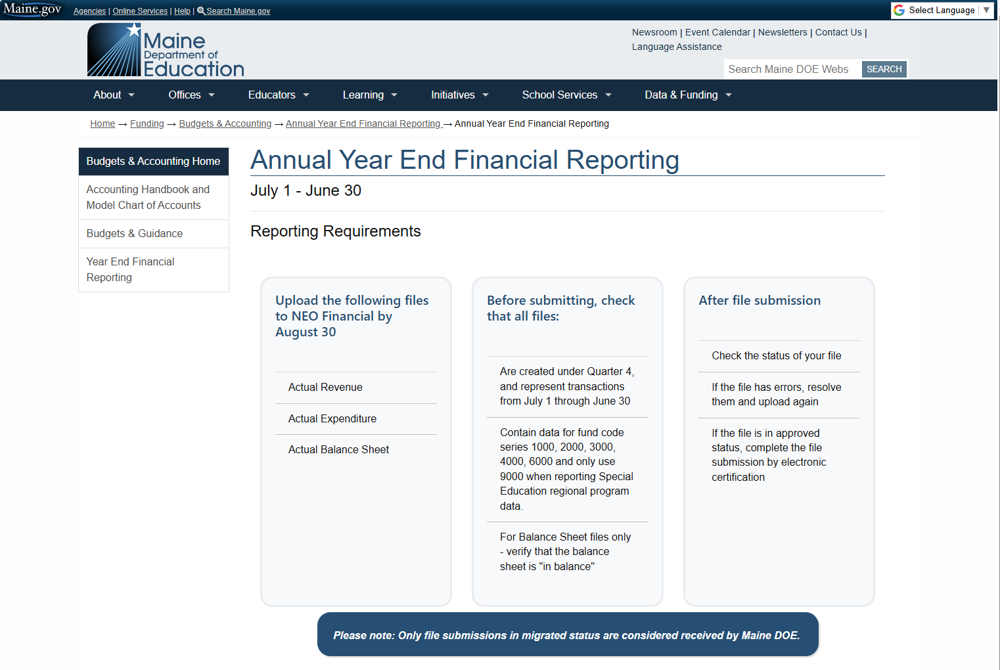 Maine.gov
Agencies | Online Services | Help | Search Maine.gov
Select Language ▼
Maine
Department of
Education
Newsroom | Event Calendar | Newsletters | Contact Us |
Language Assistance
Search Maine DOE Webs SEARCH
About Offices Educators Learning Initiatives School Services Data & Funding
Home → Funding → Budgets & Accounting → Annual Year End Financial Reporting → Annual Year End Financial Reporting
Budgets & Accounting Home
Accounting Handbook and
Model Chart of Accounts
Budgets & Guidance
Year End Financial
Reporting
Annual Year End Financial Reporting
July 1 - June 30
Reporting Requirements
Upload the following files
to NEO Financial by
August 30
Actual Revenue
Actual Expenditure
Actual Balance Sheet
Before submitting, check
that all files:
Are created under Quarter 4,
and represent transactions
from July 1 through June 30
Contain data for fund code
series 1000, 2000, 3000,
4000, 6000 and only use
9000 when reporting Special
Education regional program
data.
For Balance Sheet files only
- verify that the balance
sheet is "in balance"
After file submission
Check the status of your file
If the file has errors, resolve
them and upload again
If the file is in approved
status, complete the file
submission by electronic
certification
Please note: Only file submissions in migrated status are considered received by Maine DOE.